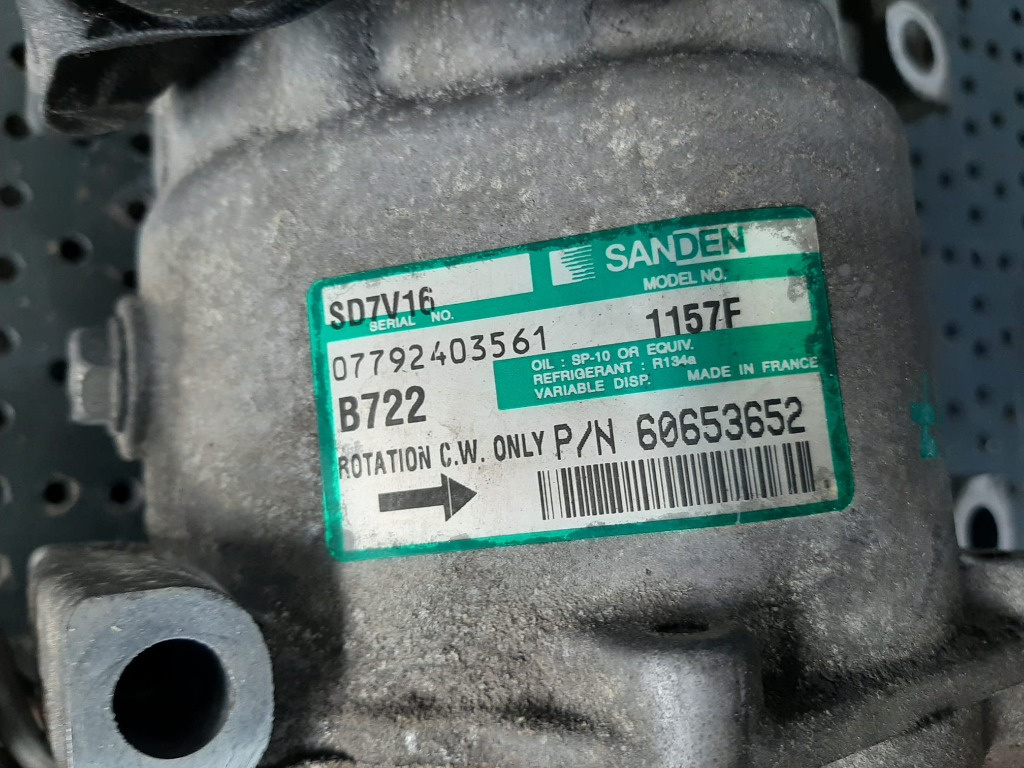 SANDEN
SD7V16
MODEL NO.
SERIAL NO.
1157F
07792403561
OIL : SP-10 OR EQUIV.
REFRIGERANT : R134a
VARIABLE DISP. MADE IN FRANCE
B722
ROTATION C.W. ONLY P/N 60653652